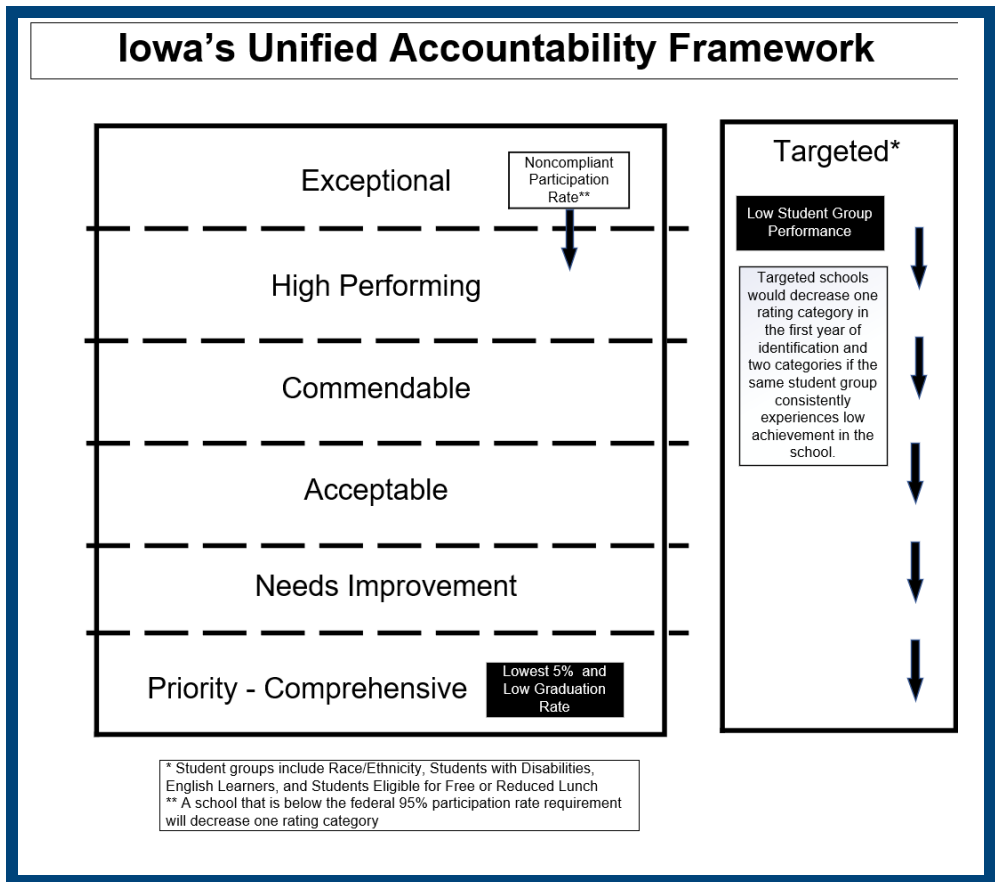 Iowa’s Unified Accountability Framework
Exceptional
Noncompliant
Participation
Rate**
High Performing
Commendable
Acceptable
Needs Improvement
Priority - Comprehensive
Lowest 5% and
Low Graduation
Rate
Targeted*
Low Student Group
Performance
Targeted schools
would decrease one
rating category in
the first year of
identification and
two categories if the
same student group
consistently
experiences low
achievement in the
school.
* Student groups include Race/Ethnicity, Students with Disabilities,
English Learners, and Students Eligible for Free or Reduced Lunch
** A school that is below the federal 95% participation rate requirement
will decrease one rating category